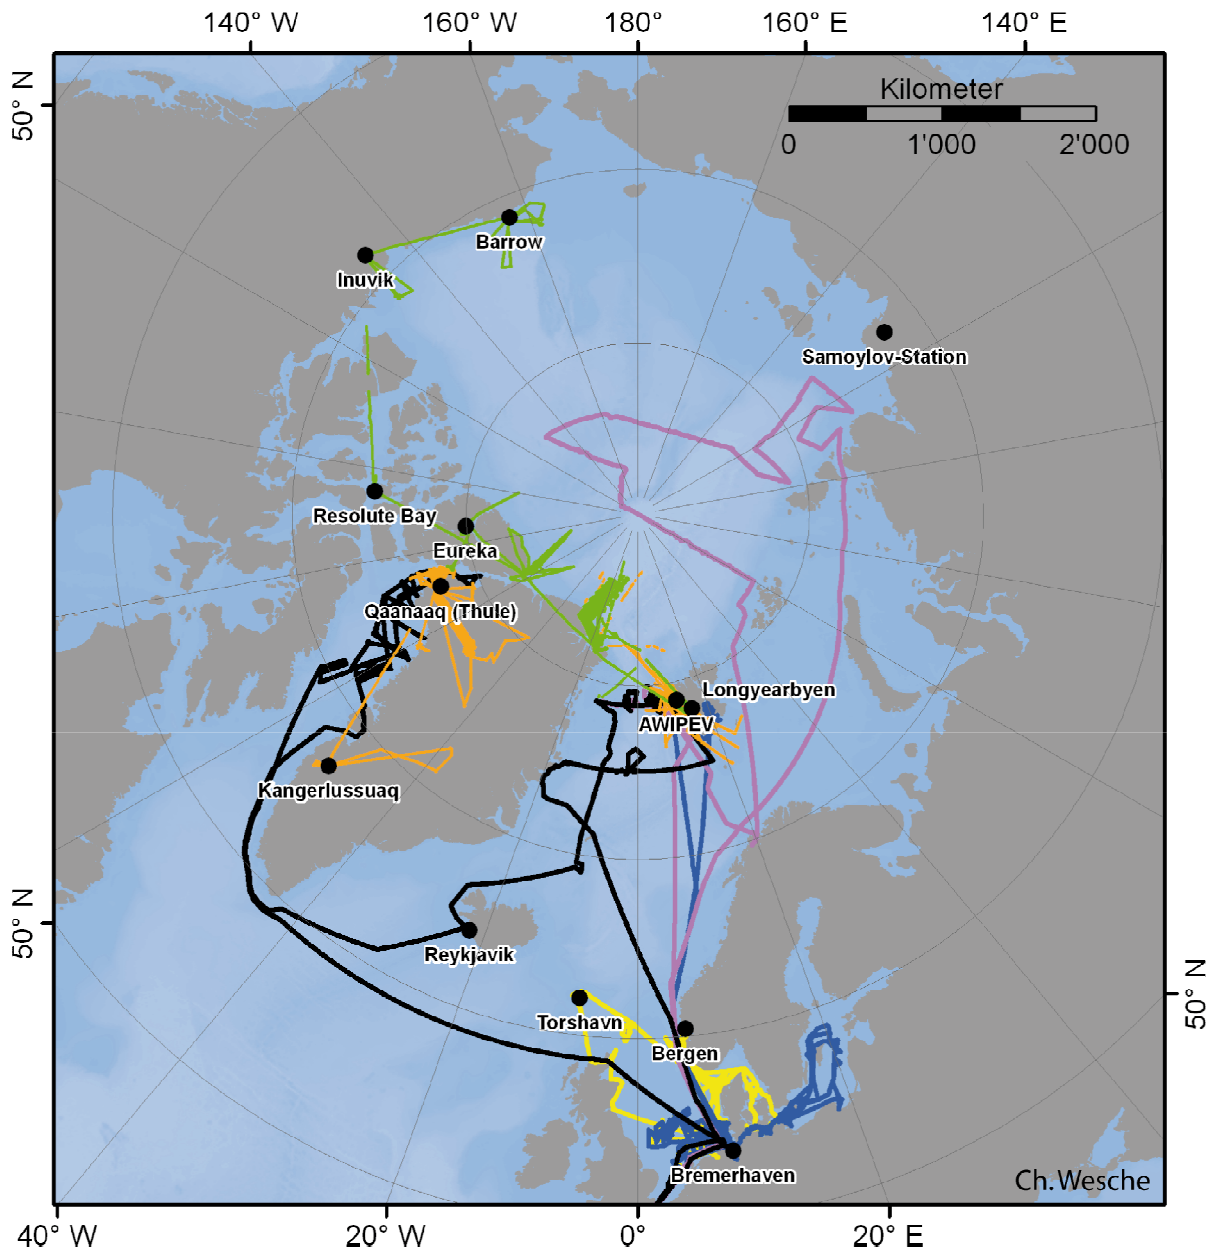 140° W 160° W 180° 160° E 140° E
50° N
Kilometer
0 1'000 2'000
Barrow
Inuvik
Samoylov-Station
Resolute Bay
Eureka
Qaanaaq (Thule)
Longyearbyen
AWIPEV
Kangerlussuaq
50° N
Reykjavik
50° N
Torshavn
Bergen
Bremerhaven
Ch.Wesche
40° W 20° W 0° 20° E